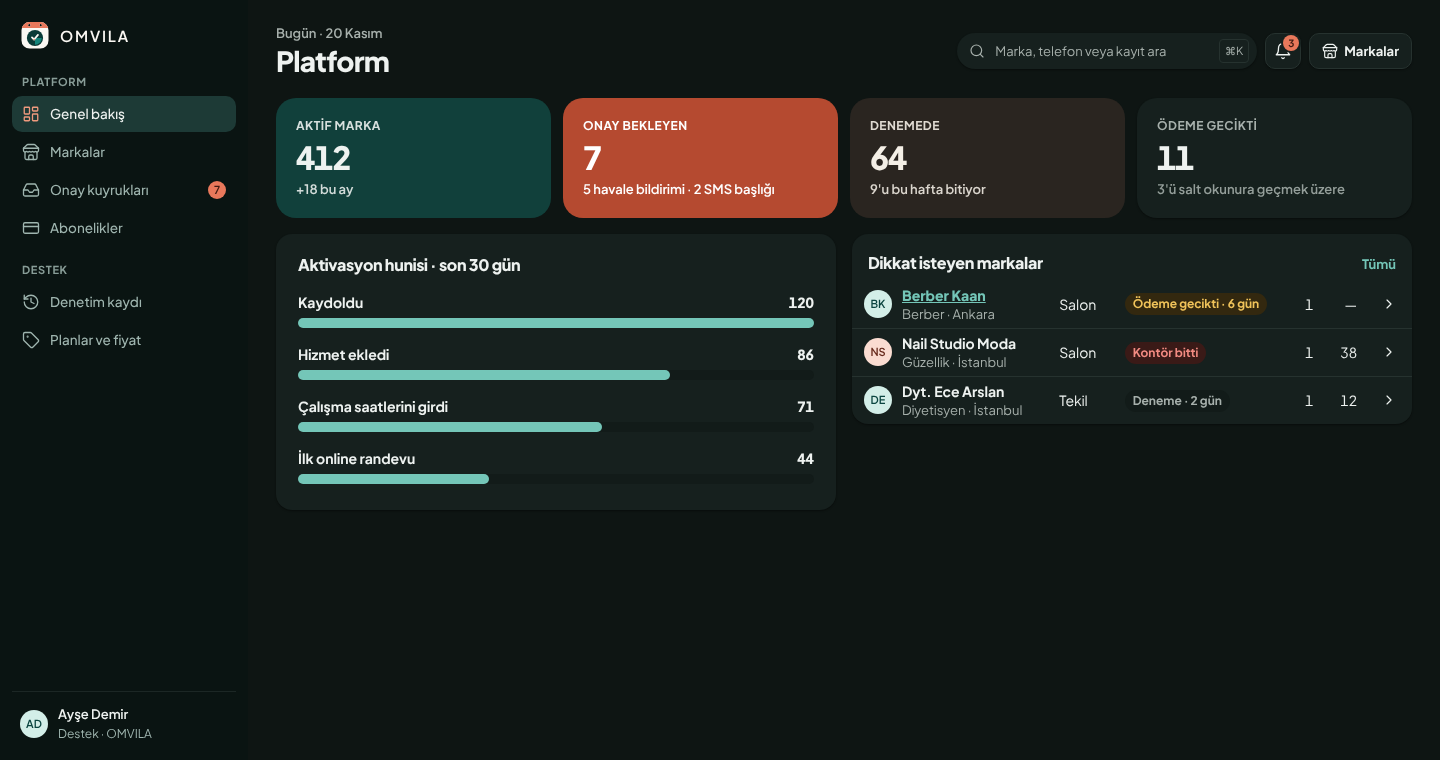 OMVILA
PLATFORM
Genel bakış
Markalar
Onay kuyrukları 7
Abonelikler
DESTEK
Denetim kaydı
Planlar ve fiyat
AD
Ayşe Demir
Destek · OMVILA
Bugün · 20 Kasım
Platform
Marka, telefon veya kayıt ara ⌘K
3
Markalar
AKTİF MARKA
412
+18 bu ay
ONAY BEKLEYEN
7
5 havale bildirimi · 2 SMS başlığı
DENEMEDE
64
9'u bu hafta bitiyor
ÖDEME GECİKTİ
11
3'ü salt okunura geçmek üzere
Aktivasyon hunisi · son 30 gün
Kaydoldu 120
Hizmet ekledi 86
Çalışma saatlerini girdi 71
İlk online randevu 44
Dikkat isteyen markalar Tümü
BK Berber Kaan Salon Ödeme gecikti · 6 gün 1 —
Berber · Ankara
NS Nail Studio Moda Salon Kontör bitti 1 38
Güzellik · İstanbul
DE Dyt. Ece Arslan Tekil Deneme · 2 gün 1 12
Diyetisyen · İstanbul